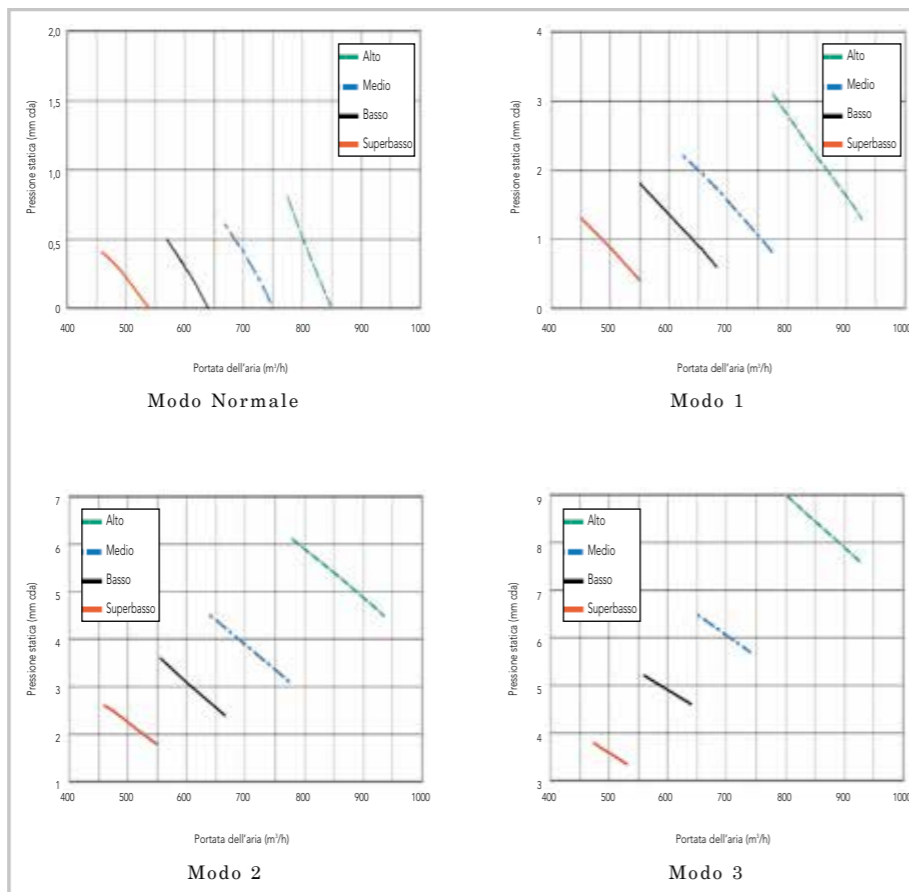 2,0
1,5
1,0
0,5
0
Pressione statica (mm cda)
Alto
Medio
Basso
Superbasso
400 500 600 700 800 900 1000
Portata dell'aria (m³/h)
Modo Normale
4
3
2
1
0
Pressione statica (mm cda)
Alto
Medio
Basso
Superbasso
400 500 600 700 800 900 1000
Portata dell'aria (m³/h)
Modo 1
7
6
5
4
3
2
1
Pressione statica (mm cda)
Alto
Medio
Basso
Superbasso
400 500 600 700 800 900 1000
Portata dell'aria (m³/h)
Modo 2
9
8
7
6
5
4
3
Pressione statica (mm cda)
Alto
Medio
Basso
Superbasso
400 500 600 700 800 900 1000
Portata dell'aria (m³/h)
Modo 3